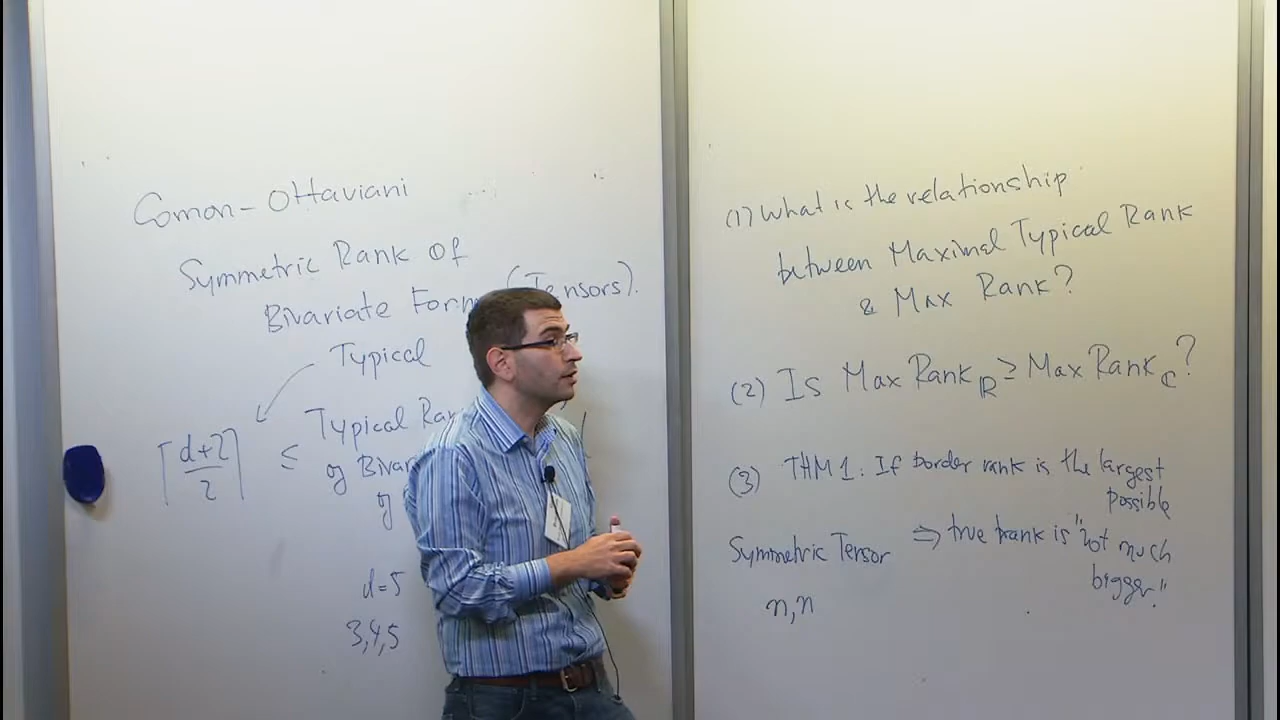 Comon-Ottaviani
Symmetric Rank Of
Bivariate Form (Tensors).
Typical
⌈d+2/2⌉ ≤ Typical Ra
of Bivar
of
d=5
3,4,5
(1) What is the relationship
between Maximal Typical Rank
& Max Rank?
(2) Is Max Rank_R ≥ Max Rank_C?
(3) THM 1. If border rank is the largest
possible
Symmetric Tensor ⇒ true rank is "not much
bigger."
n,n